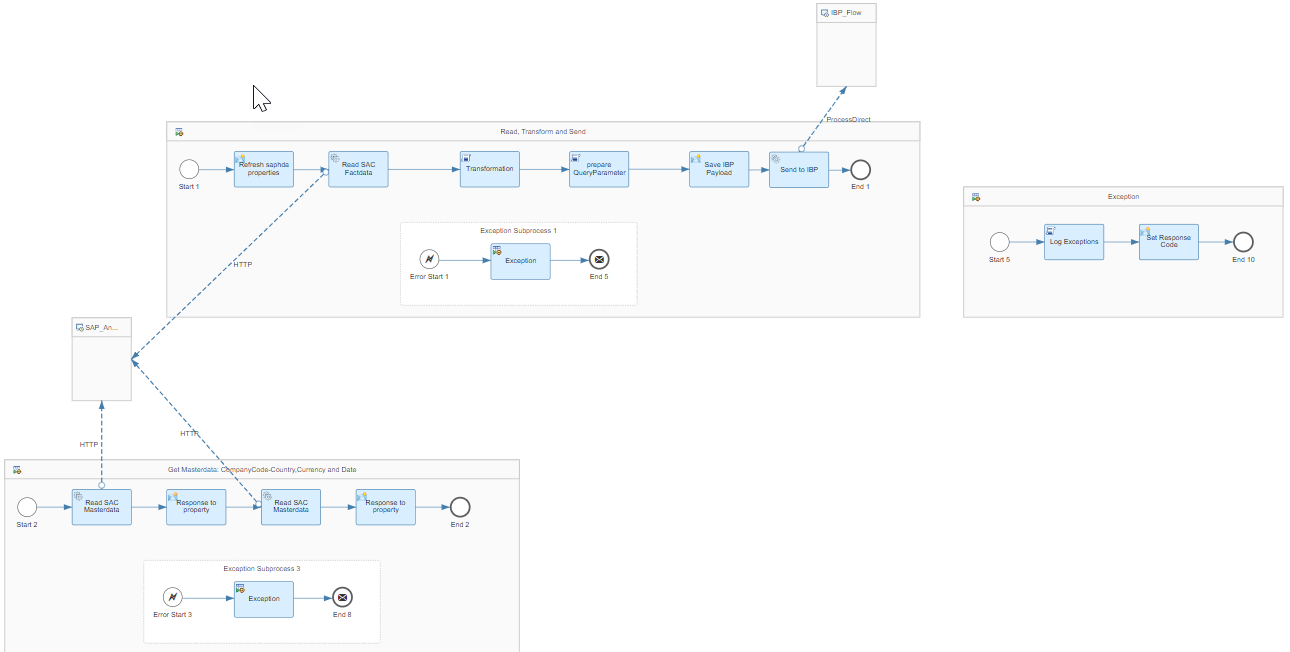 IBP_Flow
ProcessDirect
Read, Transform and Send
Refresh saphda
properties
Read SAC
Factdata
Transformation
prepare
QueryParameter
Save IBP
Payload
Send to IBP
Start 1
End 1
Exception Subprocess 1
Exception
Error Start 1
End 5
HTTP
Exception
Log Exceptions
Set Response
Code
Start 5
End 10
SAP_An...
HTTP
HTTP
Get Masterdata: CompanyCode-Country,Currency and Date
Read SAC
Masterdata
Response to
property
Read SAC
Masterdata
Response to
property
Start 2
End 2
Exception Subprocess 3
Exception
Error Start 3
End 8